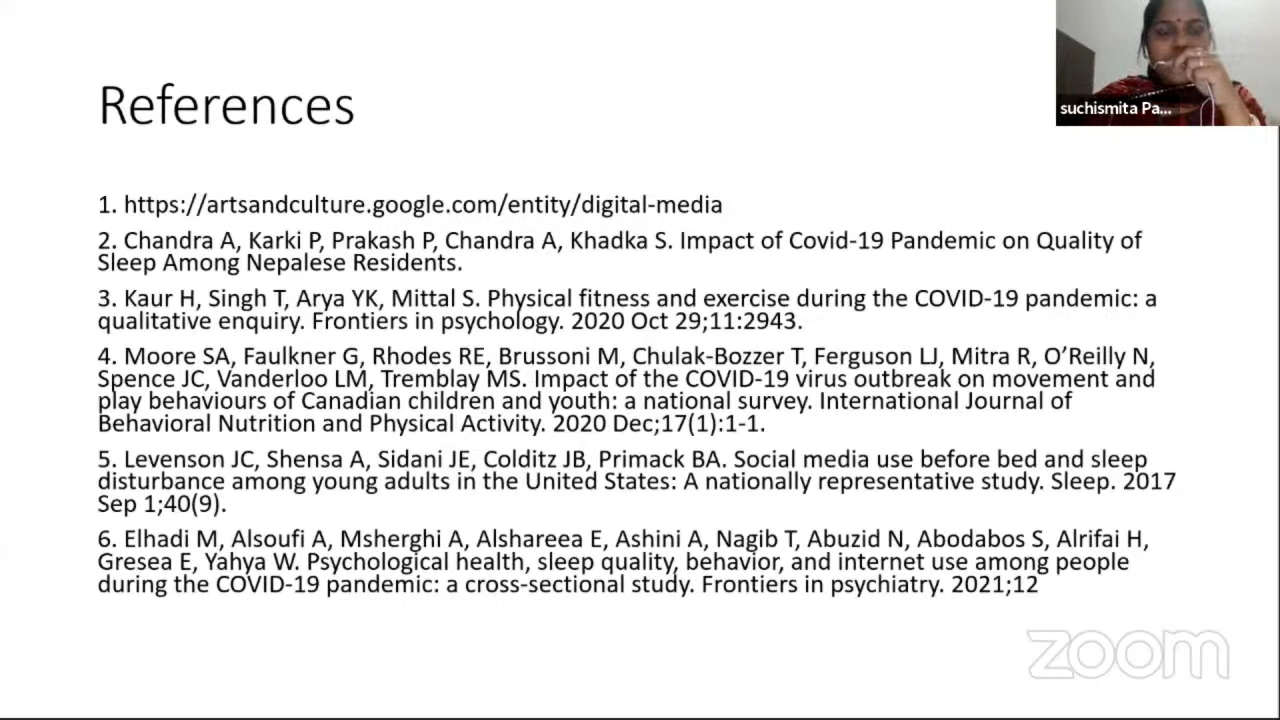 References
suchismita Pa...
1. https://artsandculture.google.com/entity/digital-media
2. Chandra A, Karki P, Prakash P, Chandra A, Khadka S. Impact of Covid-19 Pandemic on Quality of
Sleep Among Nepalese Residents.
3. Kaur H, Singh T, Arya YK, Mittal S. Physical fitness and exercise during the COVID-19 pandemic: a
qualitative enquiry. Frontiers in psychology. 2020 Oct 29;11:2943.
4. Moore SA, Faulkner G, Rhodes RE, Brussoni M, Chulak-Bozzer T, Ferguson LJ, Mitra R, O’Reilly N,
Spence JC, Vanderloo LM, Tremblay MS. Impact of the COVID-19 virus outbreak on movement and
play behaviours of Canadian children and youth: a national survey. International Journal of
Behavioral Nutrition and Physical Activity. 2020 Dec;17(1):1-1.
5. Levenson JC, Shensa A, Sidani JE, Colditz JB, Primack BA. Social media use before bed and sleep
disturbance among young adults in the United States: A nationally representative study. Sleep. 2017
Sep 1;40(9).
6. Elhadi M, Alsoufi A, Msherghi A, Alshareea E, Ashini A, Nagib T, Abuzid N, Abodabos S, Alrifai H,
Gresea E, Yahya W. Psychological health, sleep quality, behavior, and internet use among people
during the COVID-19 pandemic: a cross-sectional study. Frontiers in psychiatry. 2021;12
zoom